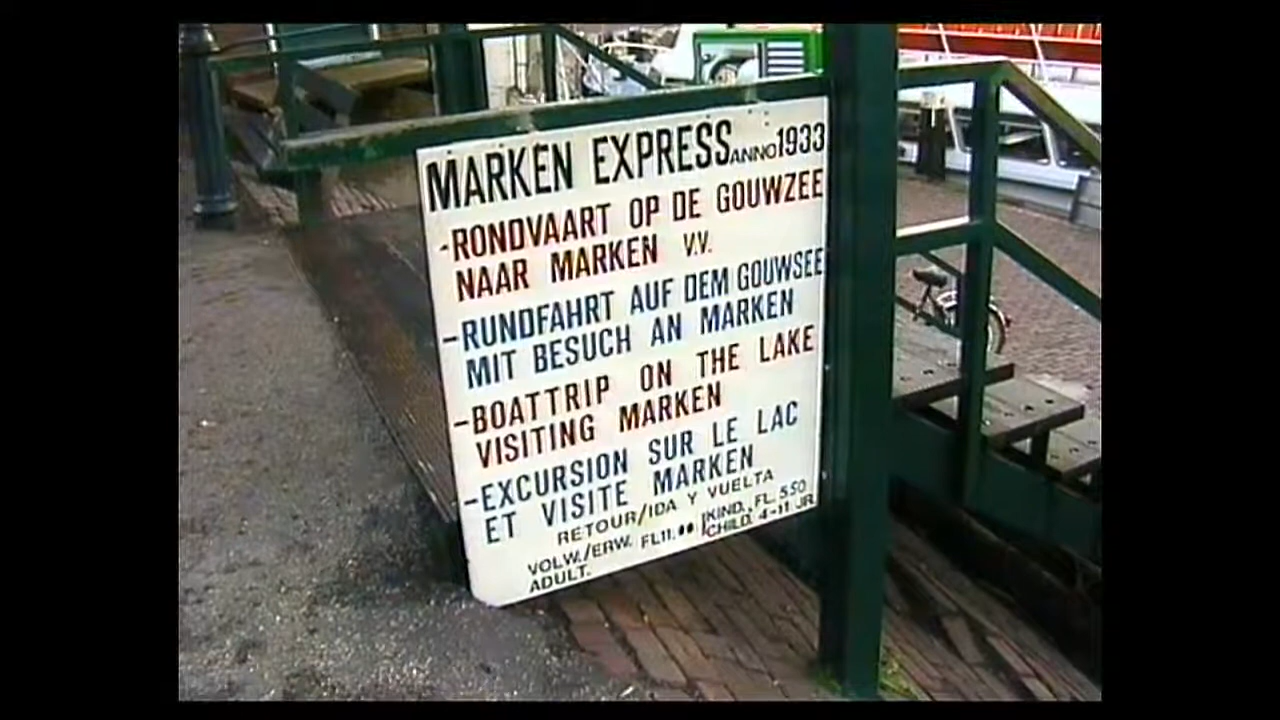 MARKEN EXPRESS ANNO 1933
-RONDVAART OP DE GOUWZEE
NAAR MARKEN V.V.
-RUNDFAHRT AUF DEM GOUWSEE
MIT BESUCH AN MARKEN
-BOATTRIP ON THE LAKE
VISITING MARKEN
-EXCURSION SUR LE LAC
ET VISITE MARKEN
RETOUR/IDA Y VUELTA
VOLW./ERW. FL11.00 KIND. FL. 5.50
ADULT. CHILD. 4-11 JR